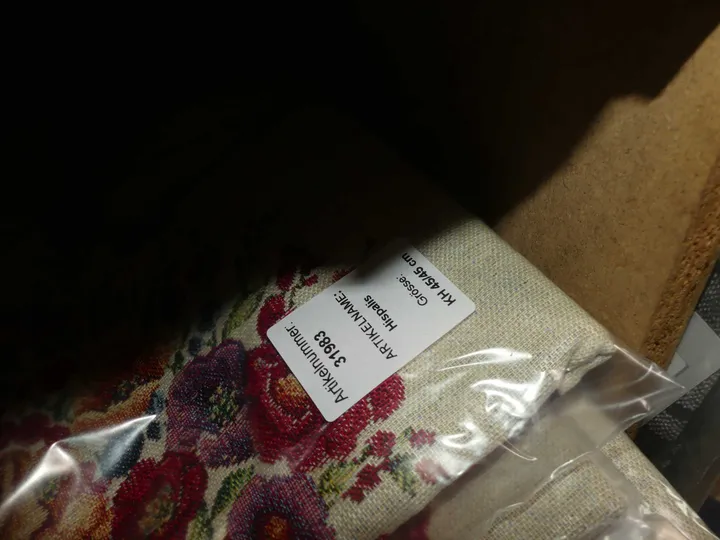 Artikelnummer:
31983
ARTIKELNAME:
Hispalis
Grösse:
KH 45/45 cm